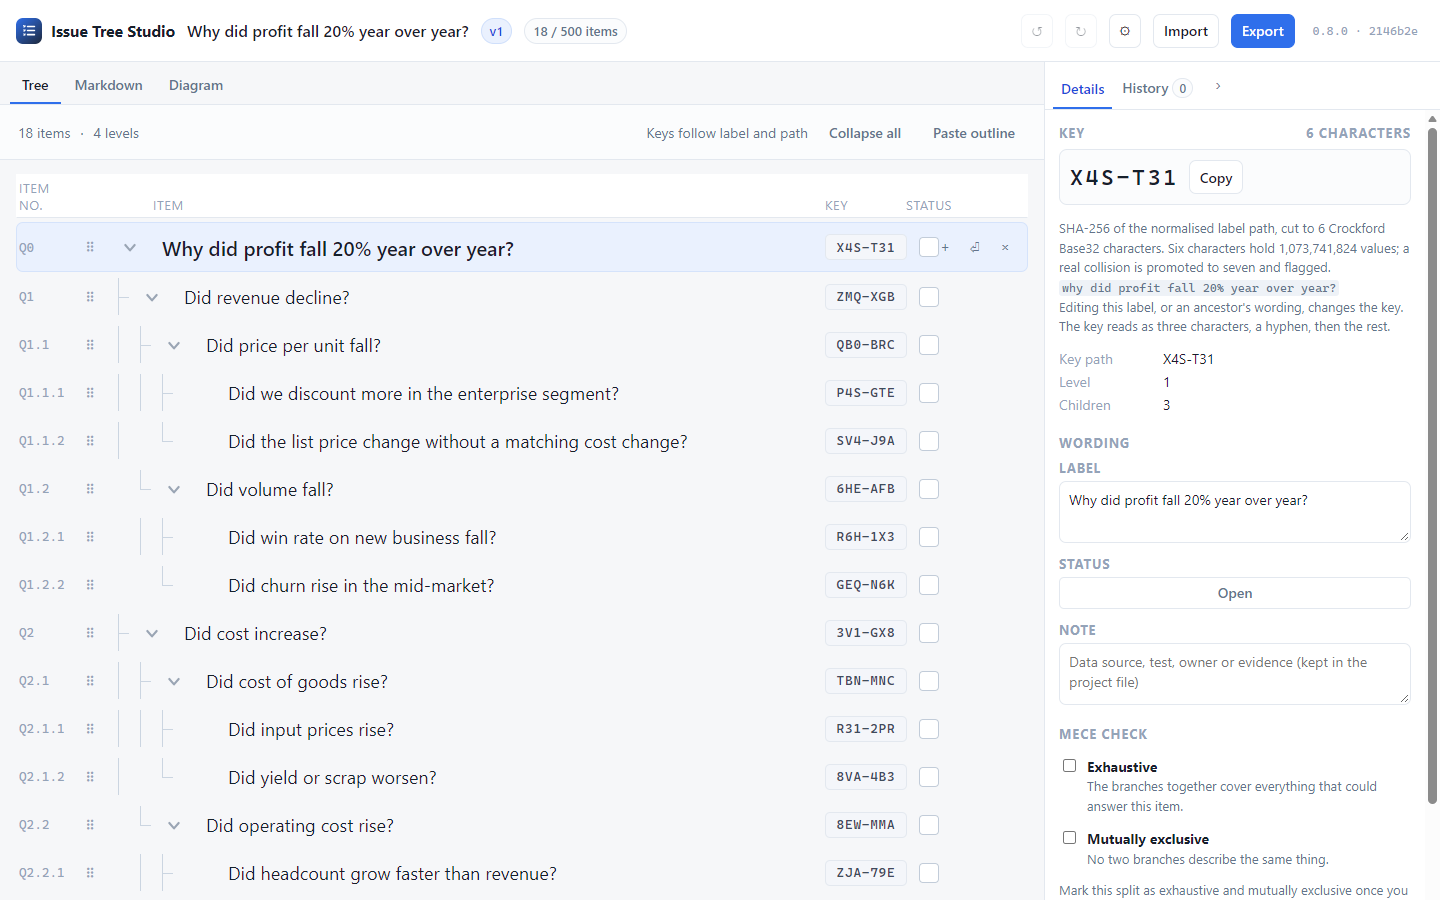 Issue Tree Studio Why did profit fall 20% year over year? v1 18 / 500 items ↺ ↻ ⚙ Import Export 0.8.0 · 2146b2e
Tree Markdown Diagram
18 items · 4 levels Keys follow label and path Collapse all Paste outline
ITEM NO. ITEM KEY STATUS
Q0 Why did profit fall 20% year over year? X4S-T31 + ⏎ ×
Q1 Did revenue decline? ZMQ-XGB
Q1.1 Did price per unit fall? QB0-BRC
Q1.1.1 Did we discount more in the enterprise segment? P4S-GTE
Q1.1.2 Did the list price change without a matching cost change? SV4-J9A
Q1.2 Did volume fall? 6HE-AFB
Q1.2.1 Did win rate on new business fall? R6H-1X3
Q1.2.2 Did churn rise in the mid-market? GEQ-N6K
Q2 Did cost increase? 3V1-GX8
Q2.1 Did cost of goods rise? TBN-MNC
Q2.1.1 Did input prices rise? R31-2PR
Q2.1.2 Did yield or scrap worsen? 8VA-4B3
Q2.2 Did operating cost rise? 8EW-MMA
Q2.2.1 Did headcount grow faster than revenue? ZJA-79E
Details History 0 ›
KEY 6 CHARACTERS
X4S-T31 Copy
SHA-256 of the normalised label path, cut to 6 Crockford
Base32 characters. Six characters hold 1,073,741,824 values; a
real collision is promoted to seven and flagged.
why did profit fall 20% year over year?
Editing this label, or an ancestor's wording, changes the key.
The key reads as three characters, a hyphen, then the rest.
Key path X4S-T31
Level 1
Children 3
WORDING
LABEL
Why did profit fall 20% year over year?
STATUS
Open
NOTE
Data source, test, owner or evidence (kept in the
project file)
MECE CHECK
Exhaustive
The branches together cover everything that could
answer this item.
Mutually exclusive
No two branches describe the same thing.
Mark this split as exhaustive and mutually exclusive once you